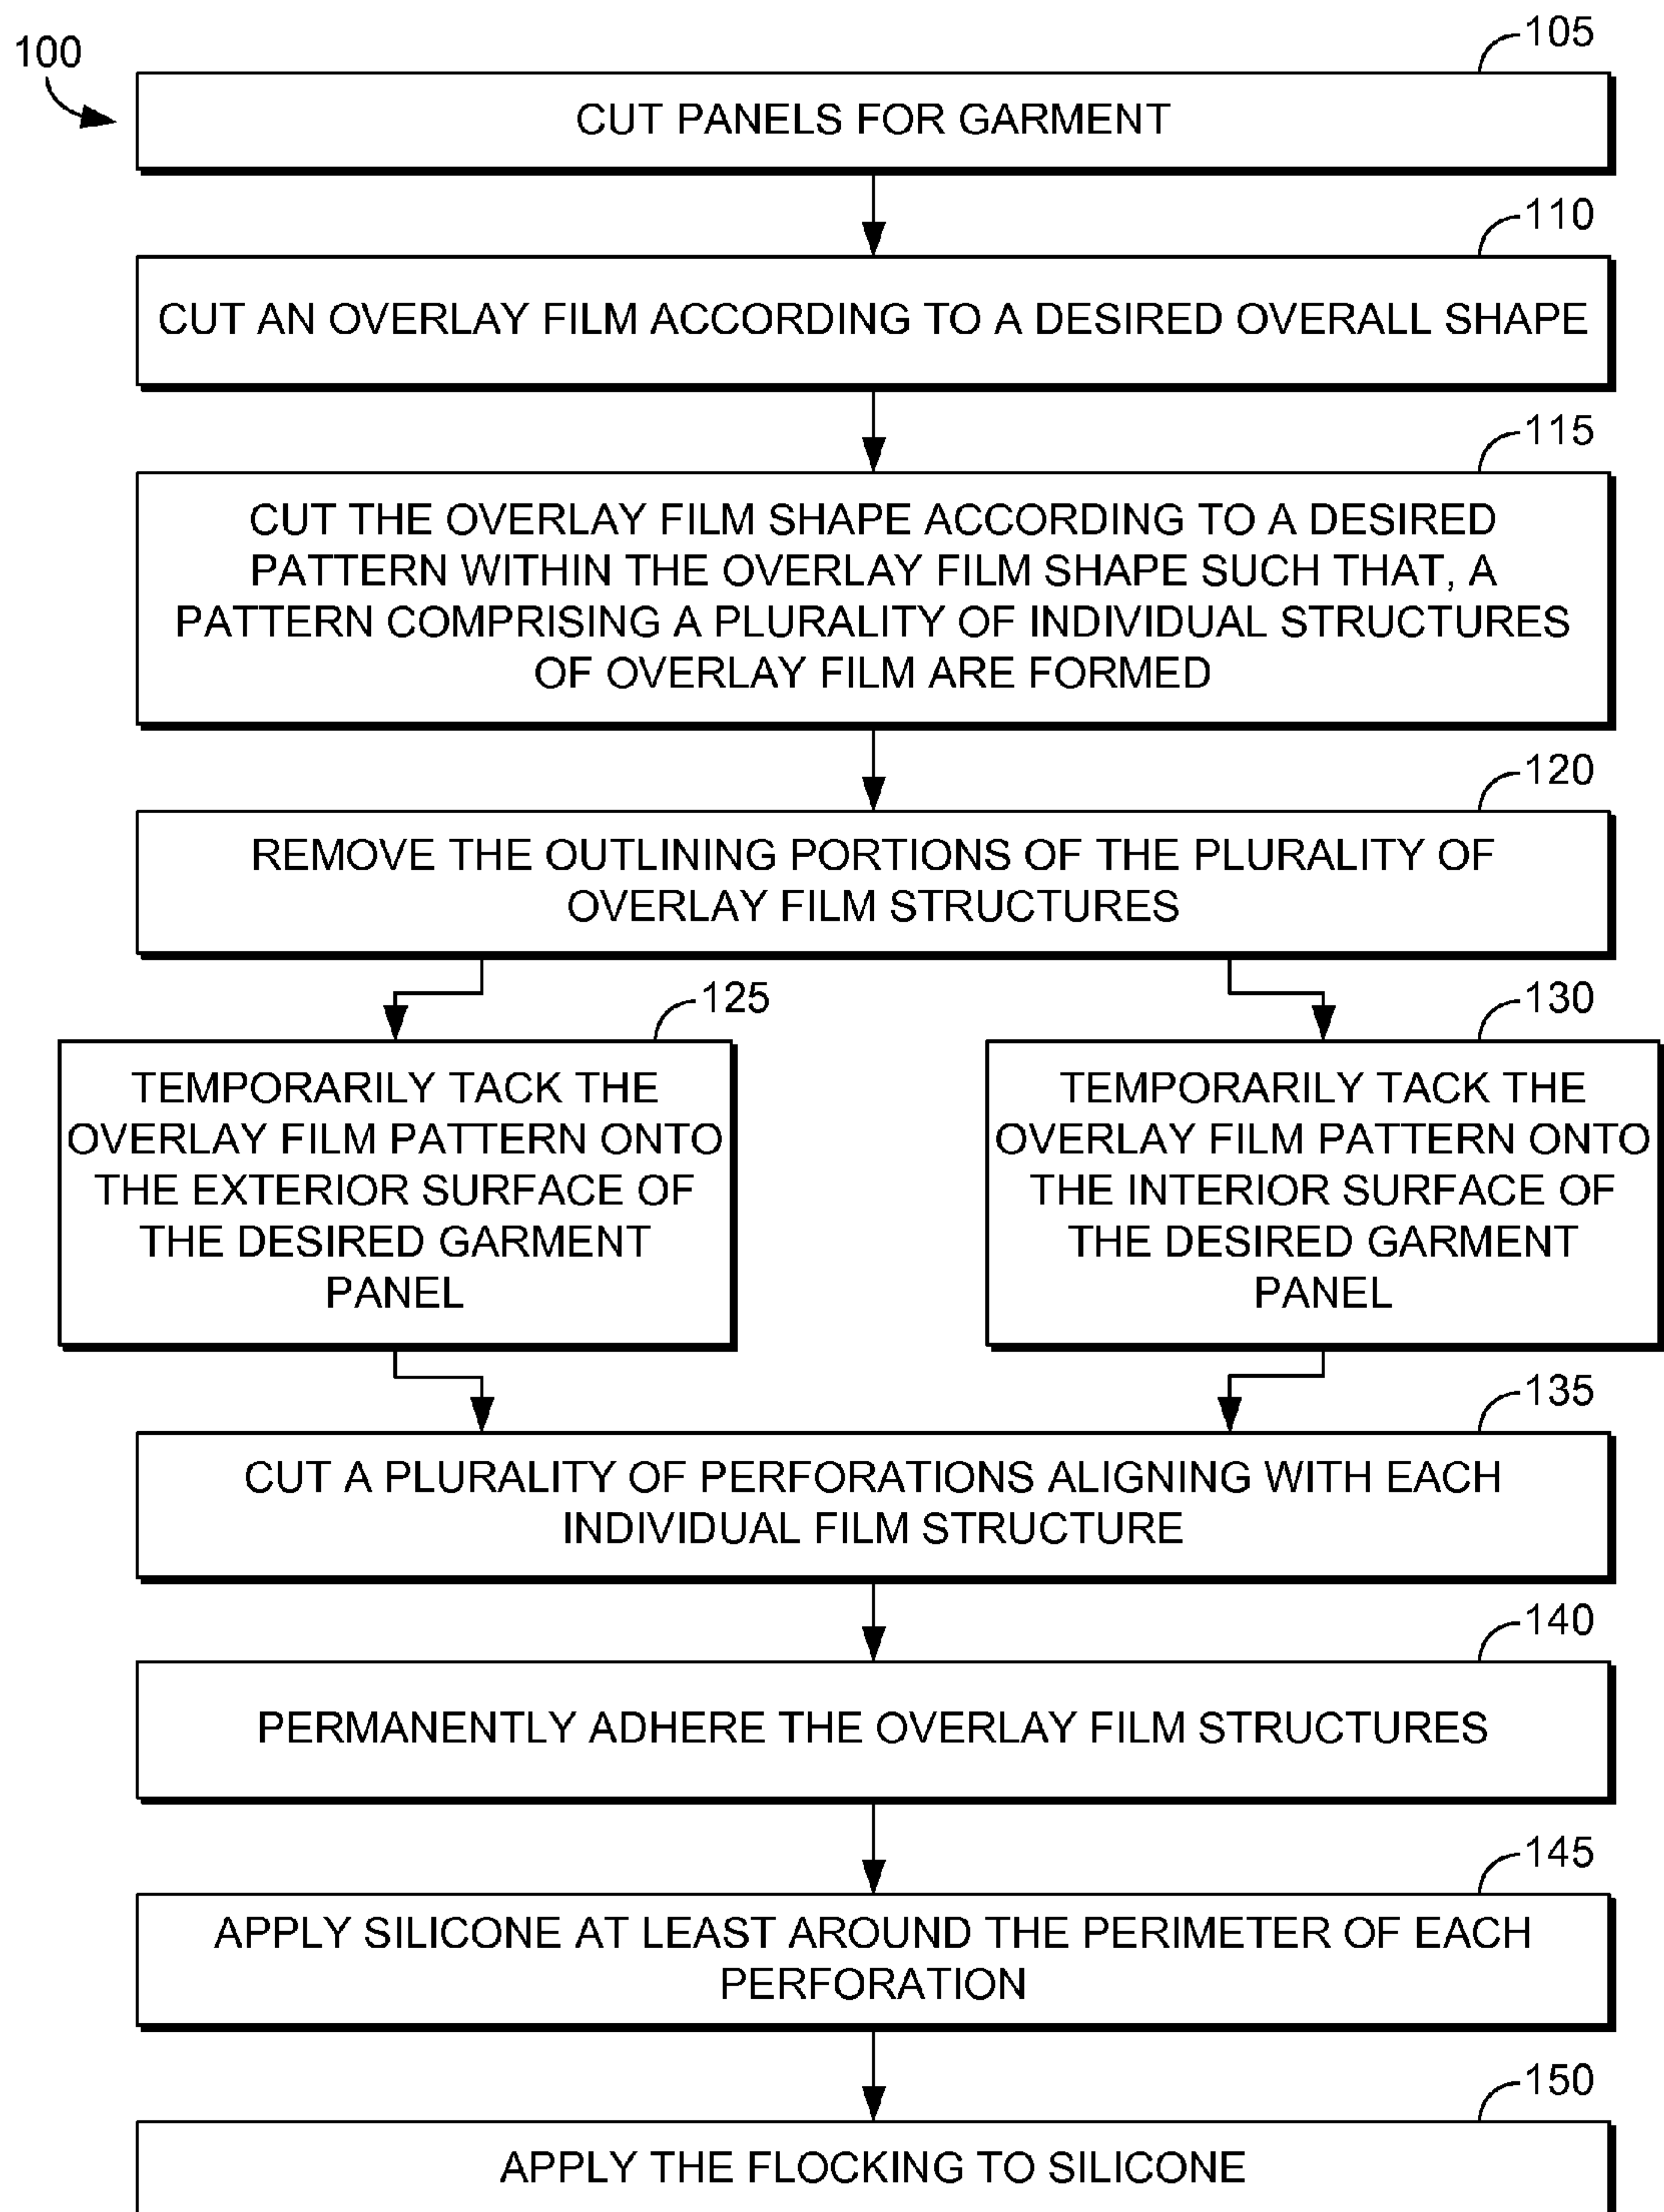 100
105
CUT PANELS FOR GARMENT
110
CUT AN OVERLAY FILM ACCORDING TO A DESIRED OVERALL SHAPE
115
CUT THE OVERLAY FILM SHAPE ACCORDING TO A DESIRED
PATTERN WITHIN THE OVERLAY FILM SHAPE SUCH THAT, A
PATTERN COMPRISING A PLURALITY OF INDIVIDUAL STRUCTURES
OF OVERLAY FILM ARE FORMED
120
REMOVE THE OUTLINING PORTIONS OF THE PLURALITY OF
OVERLAY FILM STRUCTURES
125
TEMPORARILY TACK THE
OVERLAY FILM PATTERN ONTO
THE EXTERIOR SURFACE OF
THE DESIRED GARMENT
PANEL
130
TEMPORARILY TACK THE
OVERLAY FILM PATTERN ONTO
THE INTERIOR SURFACE OF
THE DESIRED GARMENT
PANEL
135
CUT A PLURALITY OF PERFORATIONS ALIGNING WITH EACH
INDIVIDUAL FILM STRUCTURE
140
PERMANENTLY ADHERE THE OVERLAY FILM STRUCTURES
145
APPLY SILICONE AT LEAST AROUND THE PERIMETER OF EACH
PERFORATION
150
APPLY THE FLOCKING TO SILICONE